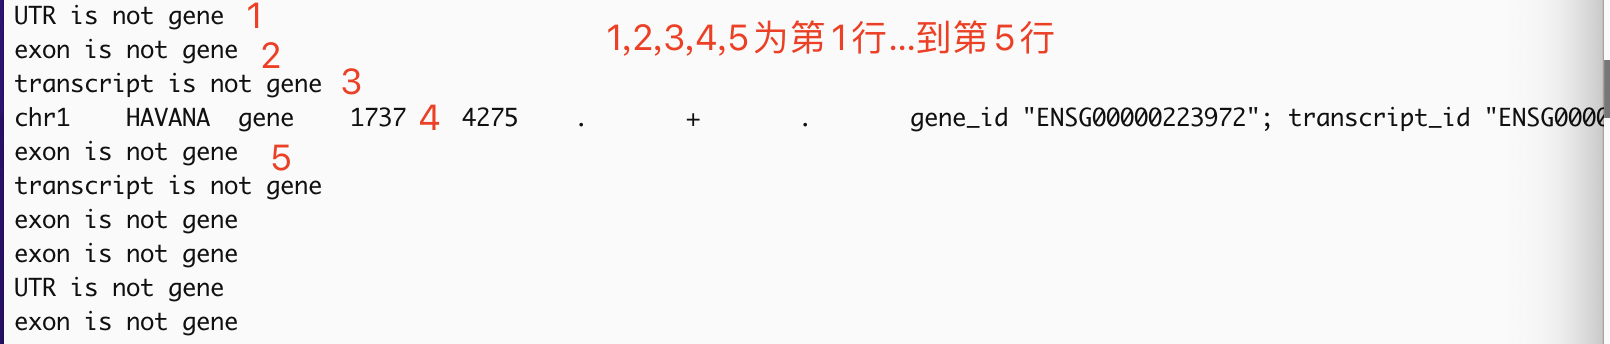 UTR is not gene 1
exon is not gene 2
1,2,3,4,5为第1行...到第5行
transcript is not gene 3
chr1 HAVANA gene 1737 4 4275 . + . gene_id "ENSG00000223972"; transcript_id "ENSG0000
exon is not gene 5
transcript is not gene
exon is not gene
exon is not gene
UTR is not gene
exon is not gene